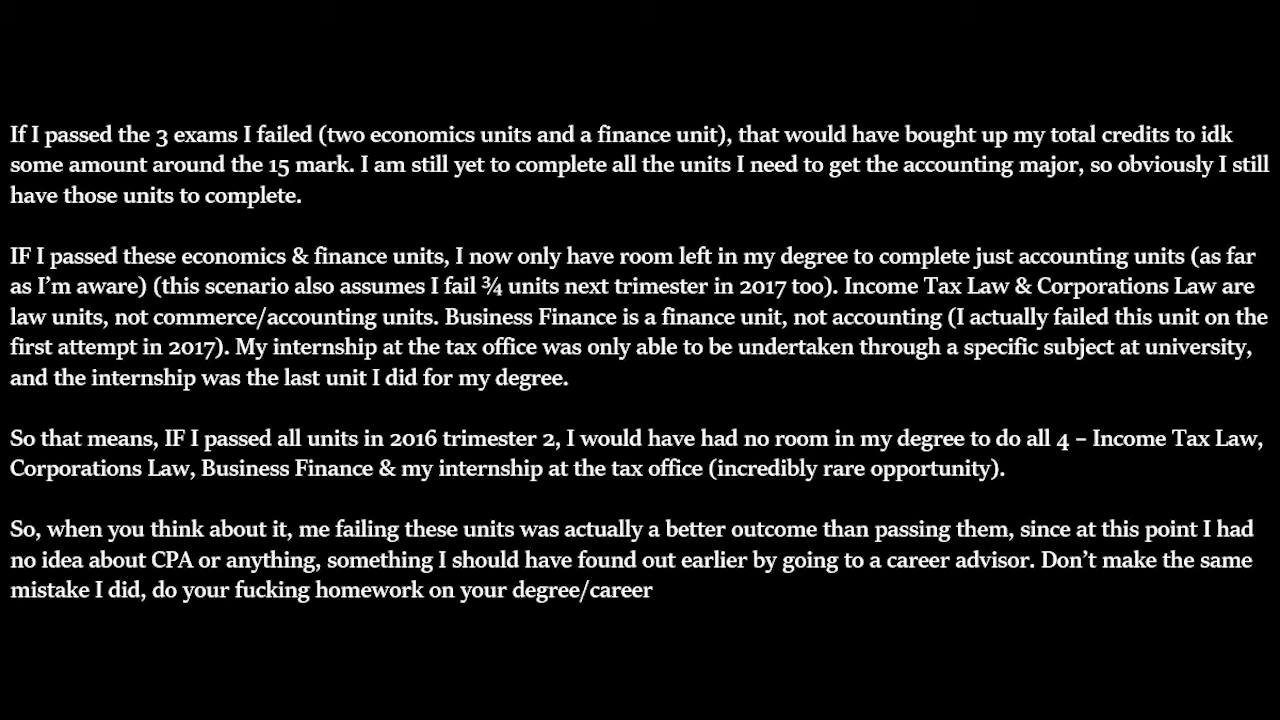 If I passed the 3 exams I failed (two economics units and a finance unit), that would have bought up my total credits to idk
some amount around the 15 mark. I am still yet to complete all the units I need to get the accounting major, so obviously I still
have those units to complete.
IF I passed these economics & finance units, I now only have room left in my degree to complete just accounting units (as far
as I’m aware) (this scenario also assumes I fail ¾ units next trimester in 2017 too). Income Tax Law & Corporations Law are
law units, not commerce/accounting units. Business Finance is a finance unit, not accounting (I actually failed this unit on the
first attempt in 2017). My internship at the tax office was only able to be undertaken through a specific subject at university,
and the internship was the last unit I did for my degree.
So that means, IF I passed all units in 2016 trimester 2, I would have had no room in my degree to do all 4 – Income Tax Law,
Corporations Law, Business Finance & my internship at the tax office (incredibly rare opportunity).
So, when you think about it, me failing these units was actually a better outcome than passing them, since at this point I had
no idea about CPA or anything, something I should have found out earlier by going to a career advisor. Don’t make the same
mistake I did, do your fucking homework on your degree/career